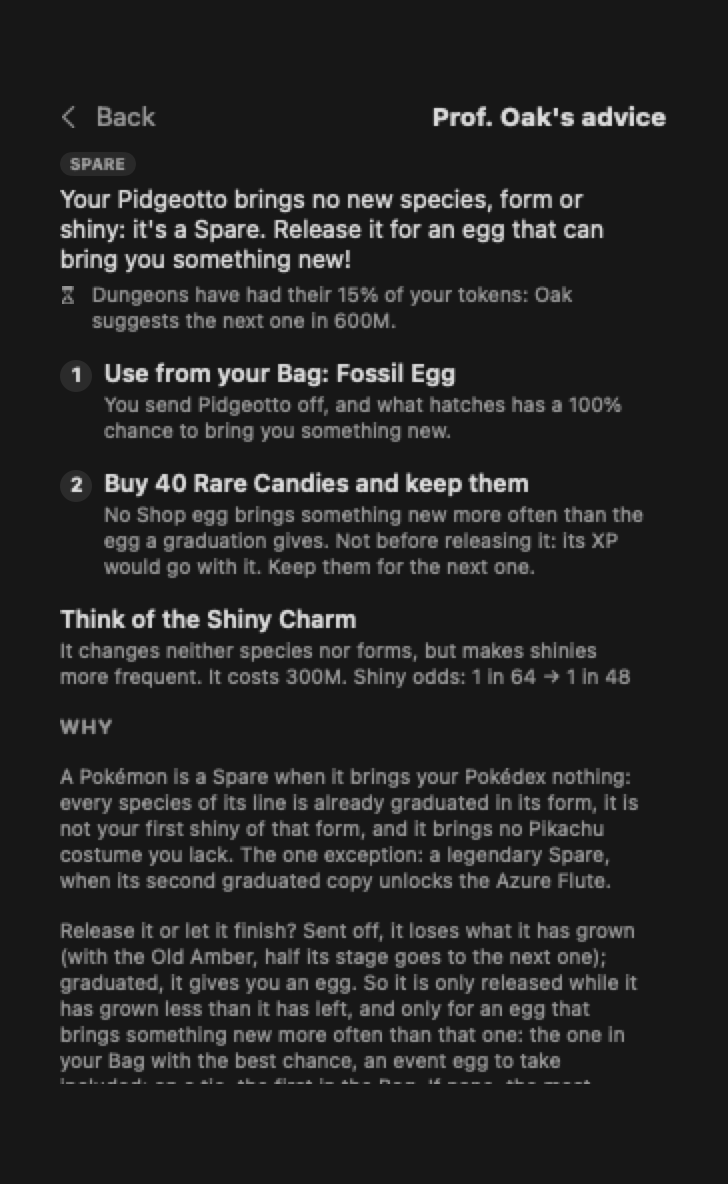 Back
Prof. Oak's advice
SPARE
Your Pidgeotto brings no new species, form or
shiny: it's a Spare. Release it for an egg that can
bring you something new!
Dungeons have had their 15% of your tokens: Oak
suggests the next one in 600M.
1 Use from your Bag: Fossil Egg
You send Pidgeotto off, and what hatches has a 100%
chance to bring you something new.
2 Buy 40 Rare Candies and keep them
No Shop egg brings something new more often than the
egg a graduation gives. Not before releasing it: its XP
would go with it. Keep them for the next one.
Think of the Shiny Charm
It changes neither species nor forms, but makes shinies
more frequent. It costs 300M. Shiny odds: 1 in 64 → 1 in 48
WHY
A Pokémon is a Spare when it brings your Pokédex nothing:
every species of its line is already graduated in its form, it is
not your first shiny of that form, and it brings no Pikachu
costume you lack. The one exception: a legendary Spare,
when its second graduated copy unlocks the Azure Flute.
Release it or let it finish? Sent off, it loses what it has grown
(with the Old Amber, half its stage goes to the next one);
graduated, it gives you an egg. So it is only released while it
has grown less than it has left, and only for an egg that
brings something new more often than that one: the one in
your Bag with the best chance, an event egg to take